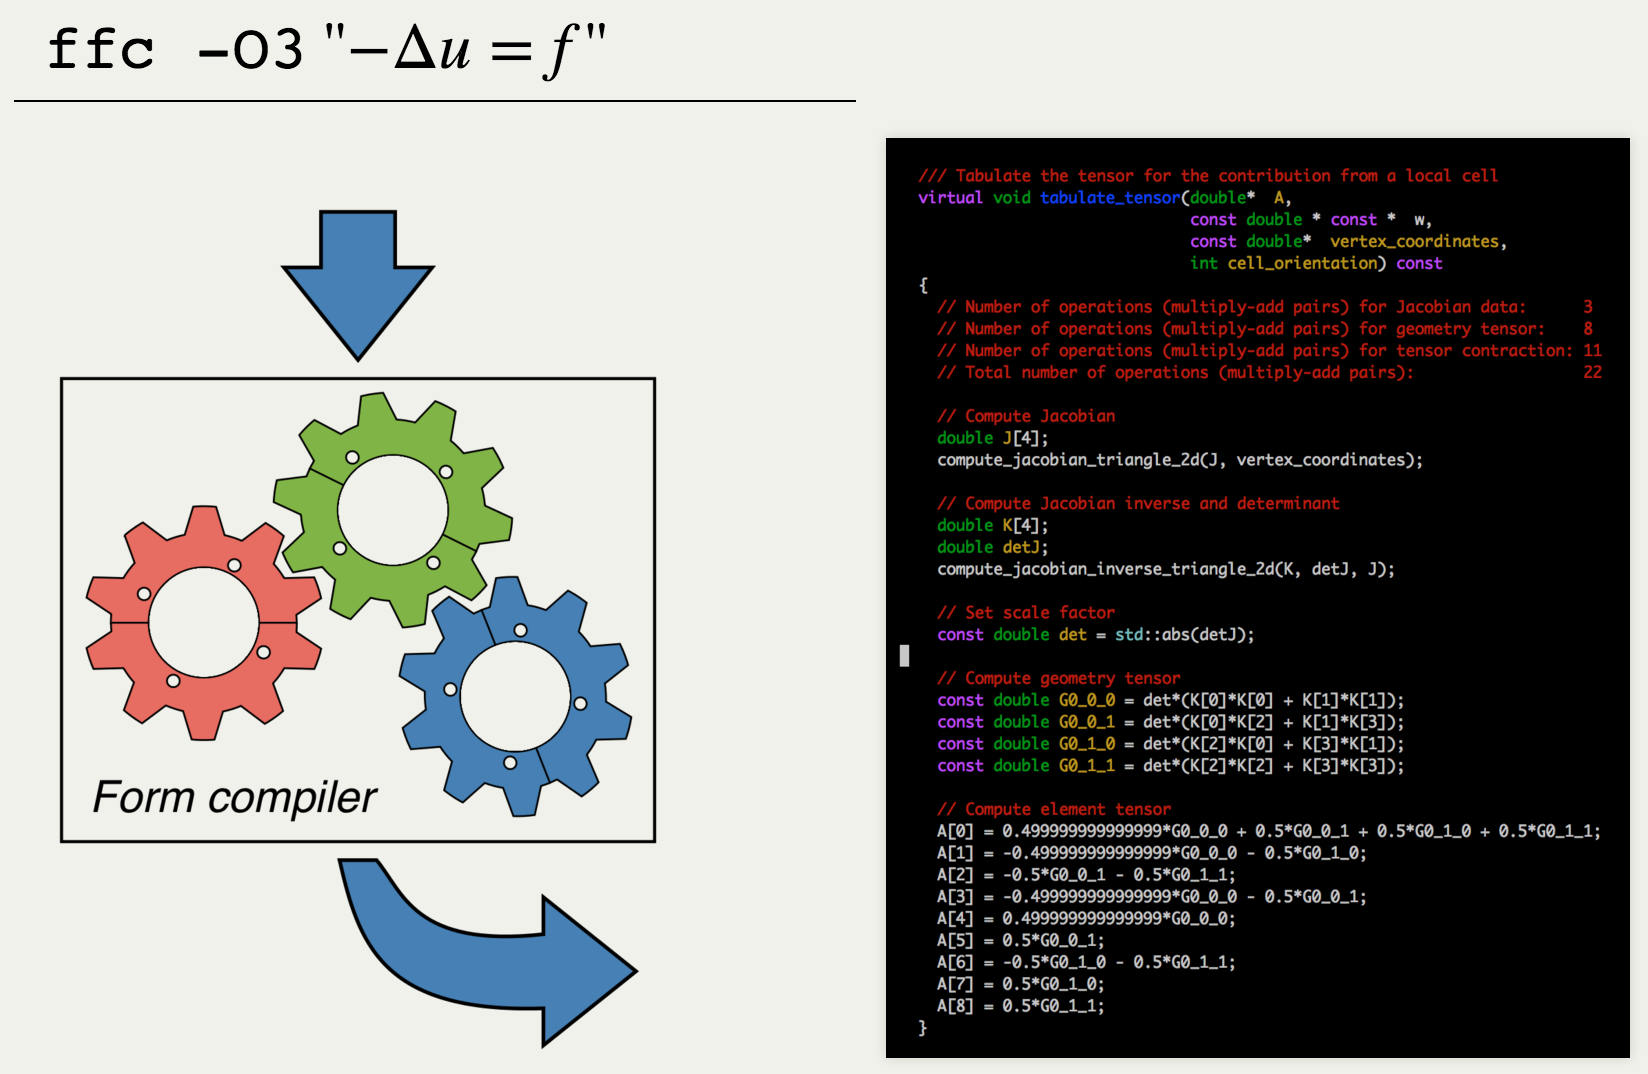 ffc -O3 "−Δu = f"
Form compiler
/// Tabulate the tensor for the contribution from a local cell
virtual void tabulate_tensor(double*  A,
                             const double * const *  w,
                             const double*  vertex_coordinates,
                             int cell_orientation) const
{
  // Number of operations (multiply-add pairs) for Jacobian data:      3
  // Number of operations (multiply-add pairs) for geometry tensor:    8
  // Number of operations (multiply-add pairs) for tensor contraction: 11
  // Total number of operations (multiply-add pairs):                  22
  // Compute Jacobian
  double J[4];
  compute_jacobian_triangle_2d(J, vertex_coordinates);
  // Compute Jacobian inverse and determinant
  double K[4];
  double detJ;
  compute_jacobian_inverse_triangle_2d(K, detJ, J);
  // Set scale factor
  const double det = std::abs(detJ);
  // Compute geometry tensor
  const double G0_0_0 = det*(K[0]*K[0] + K[1]*K[1]);
  const double G0_0_1 = det*(K[0]*K[2] + K[1]*K[3]);
  const double G0_1_0 = det*(K[2]*K[0] + K[3]*K[1]);
  const double G0_1_1 = det*(K[2]*K[2] + K[3]*K[3]);
  // Compute element tensor
  A[0] = 0.499999999999999*G0_0_0 + 0.5*G0_0_1 + 0.5*G0_1_0 + 0.5*G0_1_1;
  A[1] = -0.499999999999999*G0_0_0 - 0.5*G0_1_0;
  A[2] = -0.5*G0_0_1 - 0.5*G0_1_1;
  A[3] = -0.499999999999999*G0_0_0 - 0.5*G0_0_1;
  A[4] = 0.499999999999999*G0_0_0;
  A[5] = 0.5*G0_0_1;
  A[6] = -0.5*G0_1_0 - 0.5*G0_1_1;
  A[7] = 0.5*G0_1_0;
  A[8] = 0.5*G0_1_1;
}